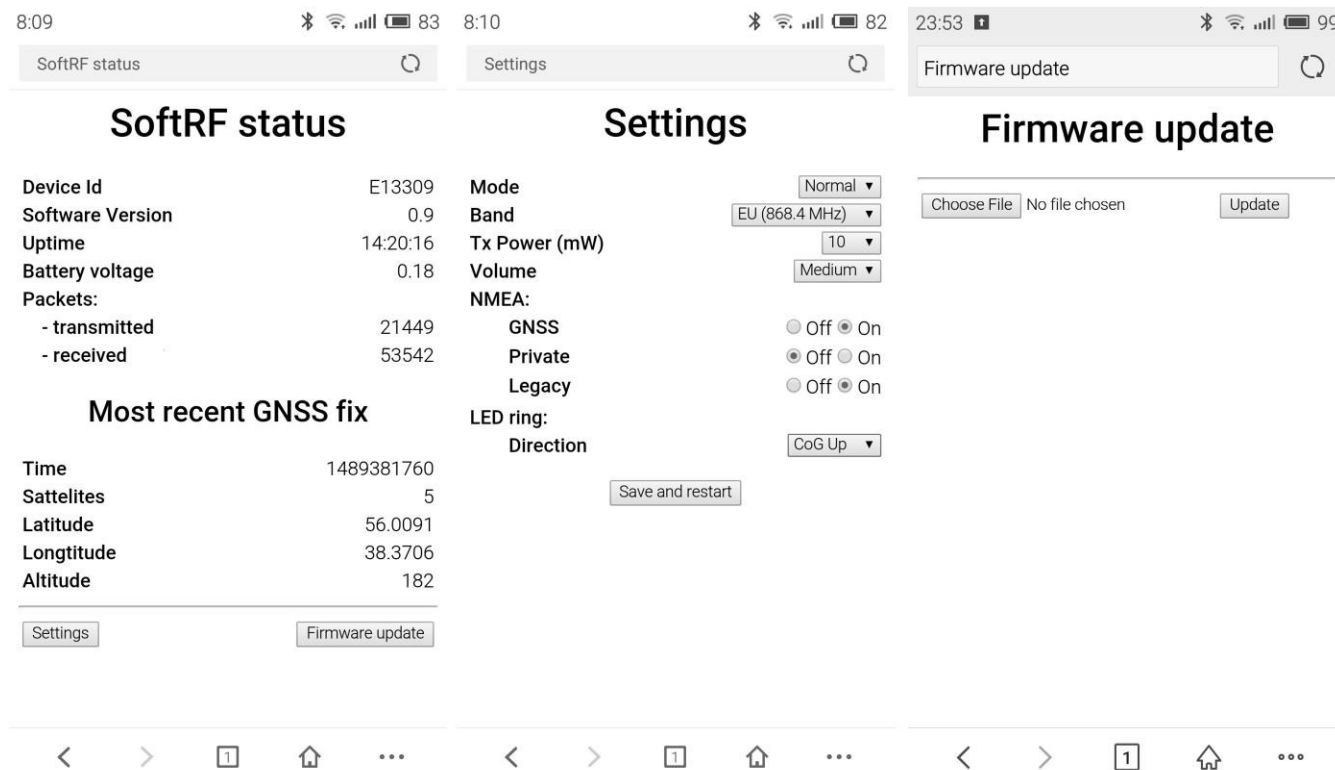 8:09 83
SoftRF status
SoftRF status
Device Id E13309
Software Version 0.9
Uptime 14:20:16
Battery voltage 0.18
Packets:
- transmitted 21449
- received 53542
Most recent GNSS fix
Time 1489381760
Sattelites 5
Latitude 56.0091
Longtitude 38.3706
Altitude 182
Settings Firmware update
1
8:10 82
Settings
Settings
Mode Normal
Band EU (868.4 MHz)
Tx Power (mW) 10
Volume Medium
NMEA:
GNSS Off On
Private Off On
Legacy Off On
LED ring:
Direction CoG Up
Save and restart
1
23:53 99
Firmware update
Firmware update
Choose File No file chosen Update
1